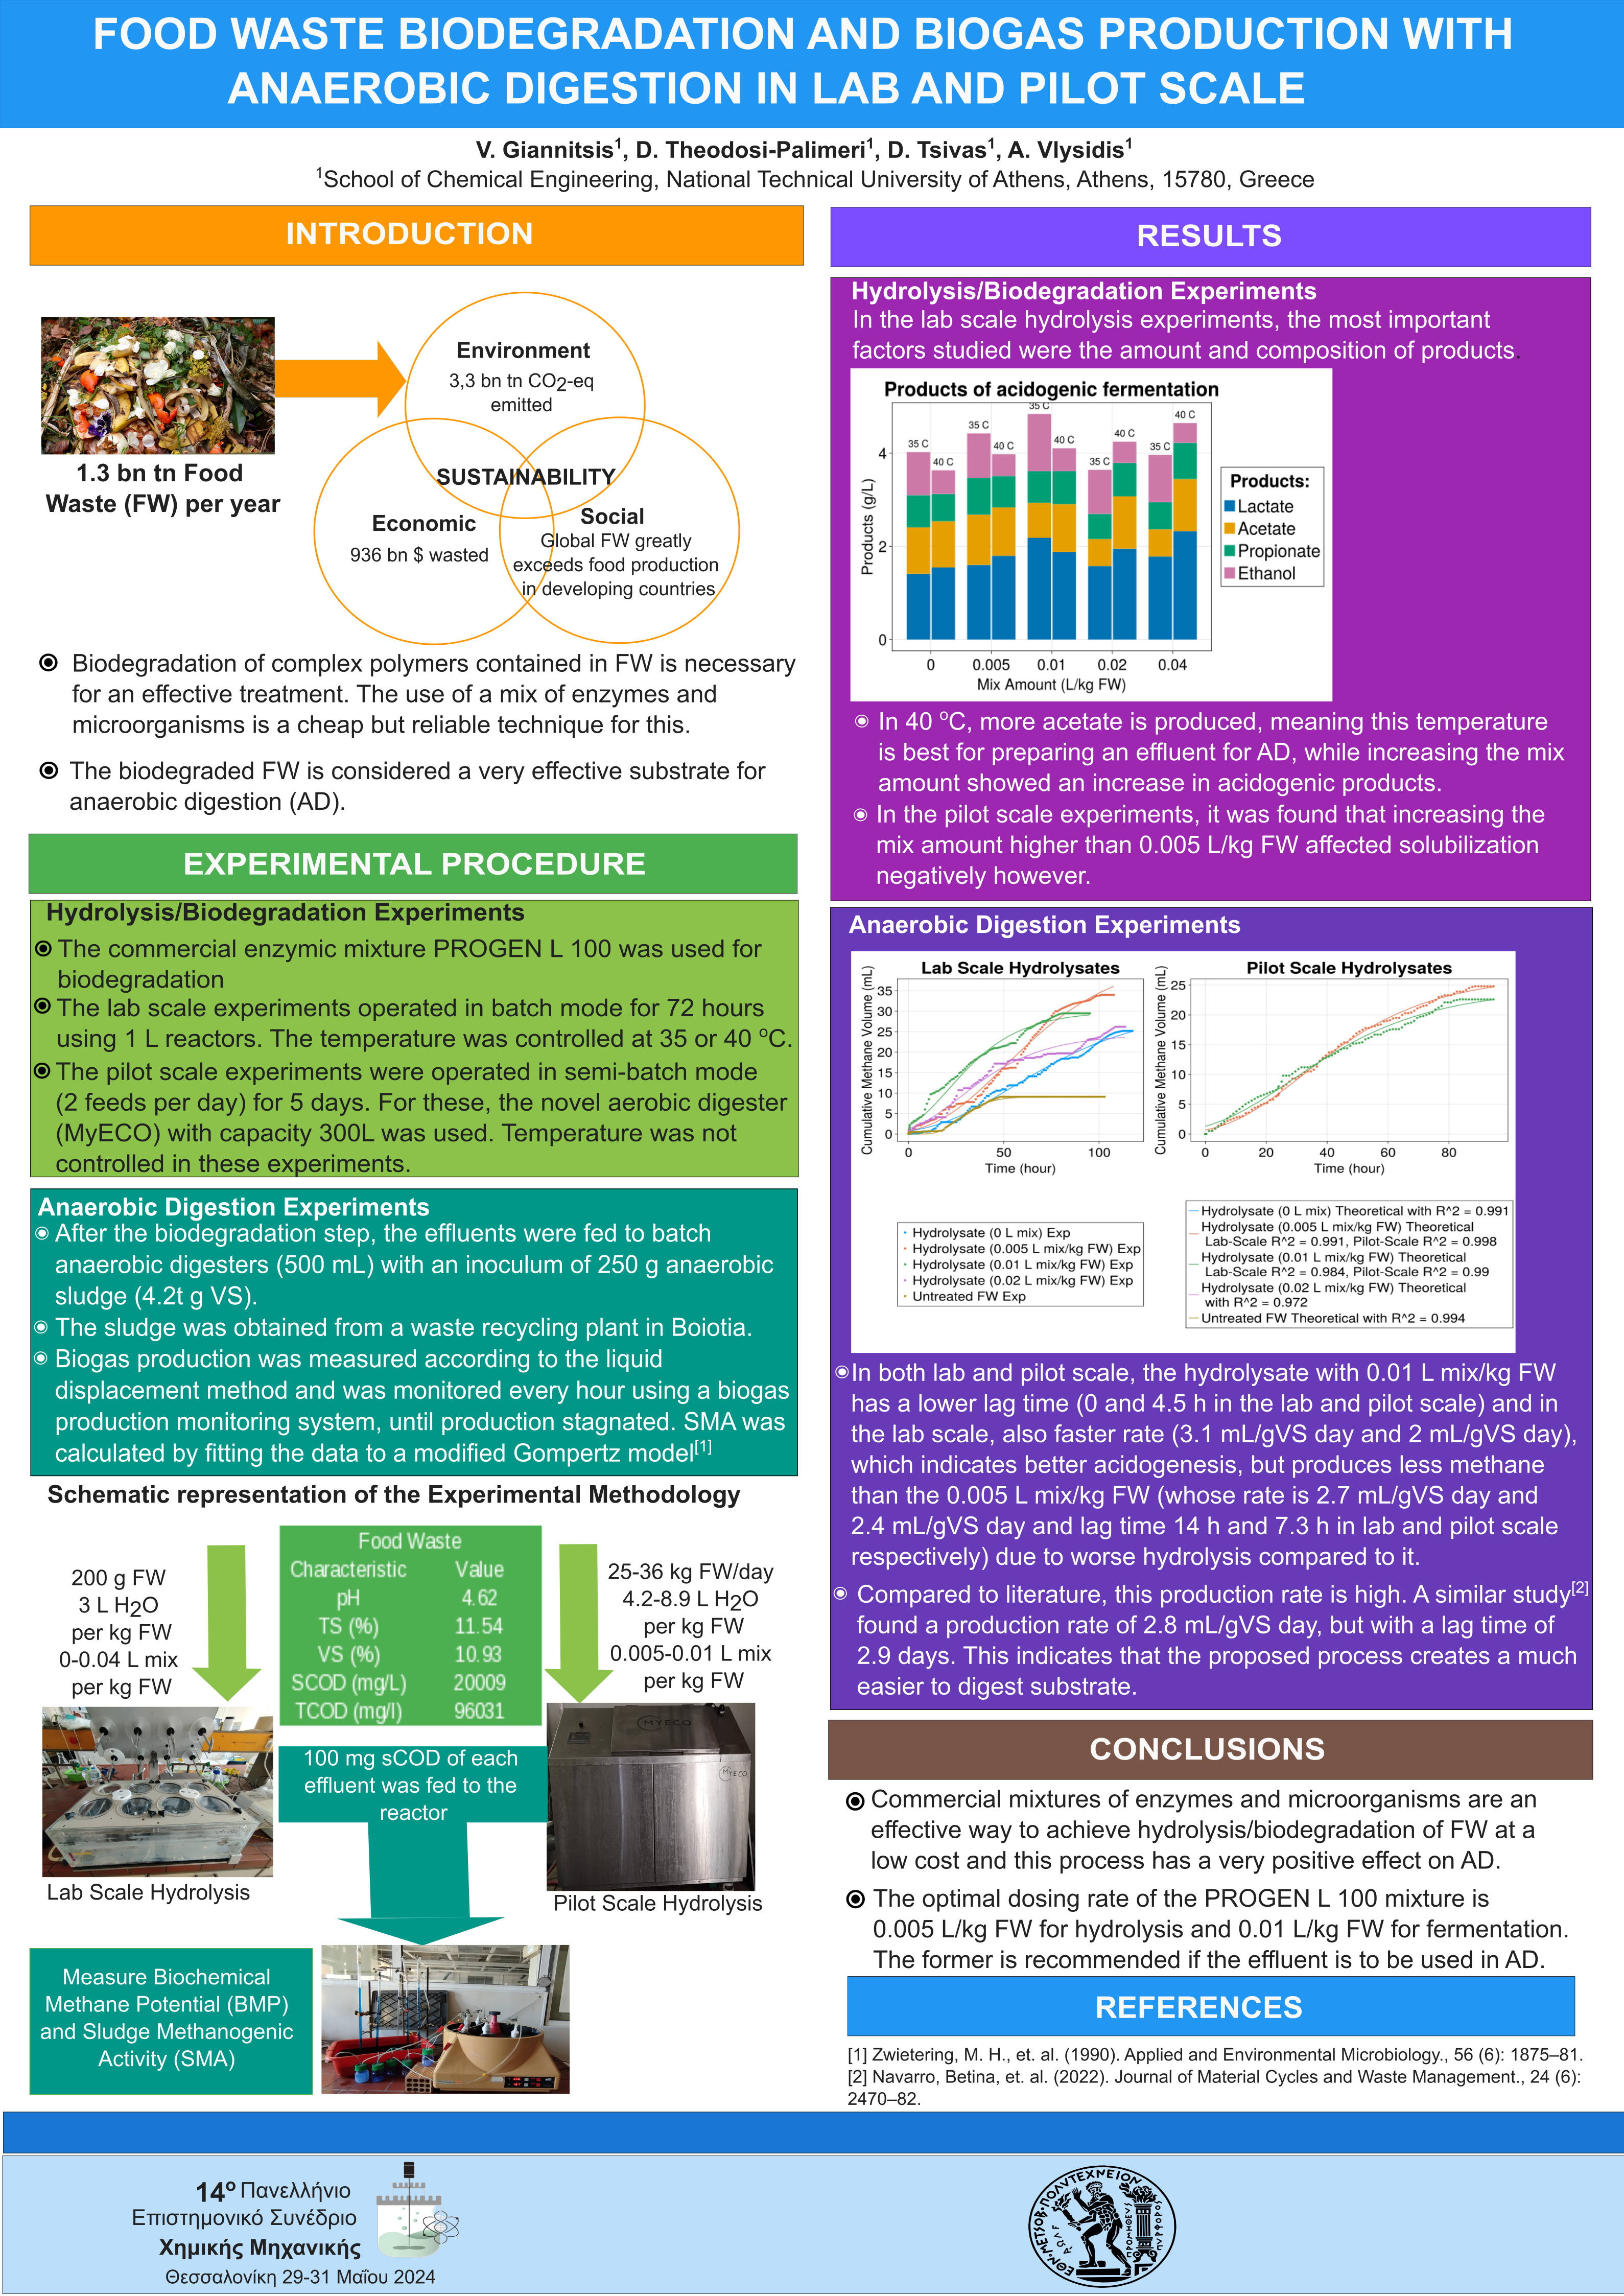 FOOD WASTE BIODEGRADATION AND BIOGAS PRODUCTION WITH
ANAEROBIC DIGESTION IN LAB AND PILOT SCALE
V. Giannitsis1, D. Theodosi-Palimeri1, D. Tsivas1, A. Vlysidis1
1School of Chemical Engineering, National Technical University of Athens, Athens, 15780, Greece
INTRODUCTION
1.3 bn tn Food
Waste (FW) per year
Environment
3,3 bn tn CO2-eq
emitted
SUSTAINABILITY
Economic
936 bn $ wasted
Social
Global FW greatly
exceeds food production
in developing countries
Biodegradation of complex polymers contained in FW is necessary
for an effective treatment. The use of a mix of enzymes and
microorganisms is a cheap but reliable technique for this.
The biodegraded FW is considered a very effective substrate for
anaerobic digestion (AD).
EXPERIMENTAL PROCEDURE
Hydrolysis/Biodegradation Experiments
The commercial enzymic mixture PROGEN L 100 was used for
biodegradation
The lab scale experiments operated in batch mode for 72 hours
using 1 L reactors. The temperature was controlled at 35 or 40 ºC.
The pilot scale experiments were operated in semi-batch mode
(2 feeds per day) for 5 days. For these, the novel aerobic digester
(MyECO) with capacity 300L was used. Temperature was not
controlled in these experiments.
Anaerobic Digestion Experiments
After the biodegradation step, the effluents were fed to batch
anaerobic digesters (500 mL) with an inoculum of 250 g anaerobic
sludge (4.2t g VS).
The sludge was obtained from a waste recycling plant in Boiotia.
Biogas production was measured according to the liquid
displacement method and was monitored every hour using a biogas
production monitoring system, until production stagnated. SMA was
calculated by fitting the data to a modified Gompertz model[1]
Schematic representation of the Experimental Methodology
200 g FW
3 L H2O
per kg FW
0-0.04 L mix
per kg FW
Food Waste
Characteristic Value
pH 4.62
TS (%) 11.54
VS (%) 10.93
SCOD (mg/L) 20009
TCOD (mg/l) 96031
25-36 kg FW/day
4.2-8.9 L H2O
per kg FW
0.005-0.01 L mix
per kg FW
MYECO
MYECO
100 mg sCOD of each
effluent was fed to the
reactor
Lab Scale Hydrolysis
Pilot Scale Hydrolysis
Measure Biochemical
Methane Potential (BMP)
and Sludge Methanogenic
Activity (SMA)
RESULTS
Hydrolysis/Biodegradation Experiments
In the lab scale hydrolysis experiments, the most important
factors studied were the amount and composition of products.
Products of acidogenic fermentation
35 C 40 C 35 C 40 C 35 C 40 C 35 C 40 C 35 C 40 C
Products (g/L)
4
2
0
0 0.005 0.01 0.02 0.04
Mix Amount (L/kg FW)
Products:
Lactate
Acetate
Propionate
Ethanol
In 40 ºC, more acetate is produced, meaning this temperature
is best for preparing an effluent for AD, while increasing the mix
amount showed an increase in acidogenic products.
In the pilot scale experiments, it was found that increasing the
mix amount higher than 0.005 L/kg FW affected solubilization
negatively however.
Anaerobic Digestion Experiments
Lab Scale Hydrolysates
Cumulative Methane Volume (mL)
35
30
25
20
15
10
5
0
0 50 100
Time (hour)
Pilot Scale Hydrolysates
Cumulative Methane Volume (mL)
25
20
15
10
5
0
0 20 40 60 80
Time (hour)
Hydrolysate (0 L mix) Exp
Hydrolysate (0.005 L mix/kg FW) Exp
Hydrolysate (0.01 L mix/kg FW) Exp
Hydrolysate (0.02 L mix/kg FW) Exp
Untreated FW Exp
Hydrolysate (0 L mix) Theoretical with R^2 = 0.991
Hydrolysate (0.005 L mix/kg FW) Theoretical
Lab-Scale R^2 = 0.991, Pilot-Scale R^2 = 0.998
Hydrolysate (0.01 L mix/kg FW) Theoretical
Lab-Scale R^2 = 0.984, Pilot-Scale R^2 = 0.99
Hydrolysate (0.02 L mix/kg FW) Theoretical
with R^2 = 0.972
Untreated FW Theoretical with R^2 = 0.994
In both lab and pilot scale, the hydrolysate with 0.01 L mix/kg FW
has a lower lag time (0 and 4.5 h in the lab and pilot scale) and in
the lab scale, also faster rate (3.1 mL/gVS day and 2 mL/gVS day),
which indicates better acidogenesis, but produces less methane
than the 0.005 L mix/kg FW (whose rate is 2.7 mL/gVS day and
2.4 mL/gVS day and lag time 14 h and 7.3 h in lab and pilot scale
respectively) due to worse hydrolysis compared to it.
Compared to literature, this production rate is high. A similar study[2]
found a production rate of 2.8 mL/gVS day, but with a lag time of
2.9 days. This indicates that the proposed process creates a much
easier to digest substrate.
CONCLUSIONS
Commercial mixtures of enzymes and microorganisms are an
effective way to achieve hydrolysis/biodegradation of FW at a
low cost and this process has a very positive effect on AD.
The optimal dosing rate of the PROGEN L 100 mixture is
0.005 L/kg FW for hydrolysis and 0.01 L/kg FW for fermentation.
The former is recommended if the effluent is to be used in AD.
REFERENCES
[1] Zwietering, M. H., et. al. (1990). Applied and Environmental Microbiology., 56 (6): 1875–81.
[2] Navarro, Betina, et. al. (2022). Journal of Material Cycles and Waste Management., 24 (6):
2470–82.
14º Πανελλήνιο
Επιστημονικό Συνέδριο
Χημικής Μηχανικής
Θεσσαλονίκη 29-31 Μαΐου 2024
ΕΘΝ·ΜΕΤΣΟΒ·ΠΟΛΥΤΕΧΝΕΙΟΝ
ΠΡΟΜΗΘΕΥΣ
ΠΥΡΦΟΡΟΣ